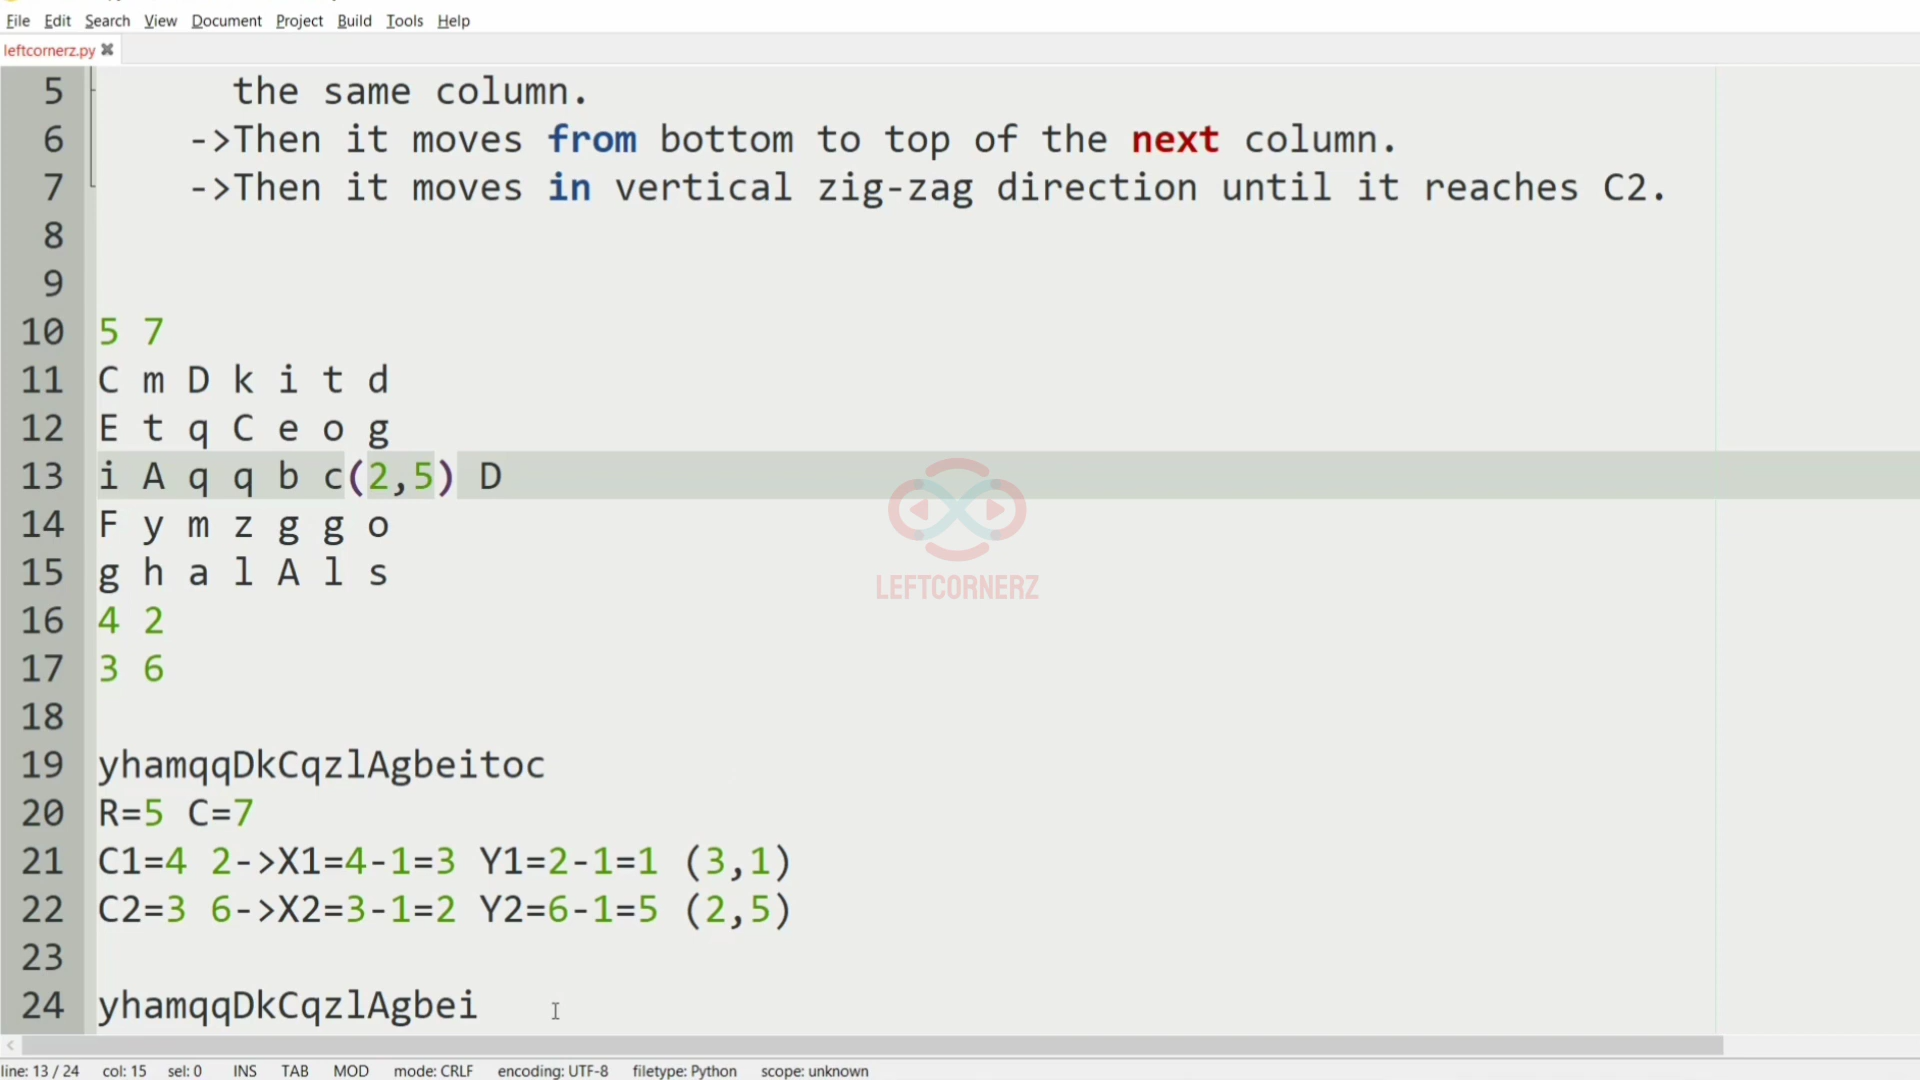 File Edit Search View Document Project Build Tools Help
leftcornerz.py
5 the same column.
6 ->Then it moves from bottom to top of the next column.
7 ->Then it moves in vertical zig-zag direction until it reaches C2.
8
9
10 5 7
11 C m D k i t d
12 E t q C e o g
13 i A q q b c(2,5) D
14 F y m z g g o
15 g h a l A l s
16 4 2
17 3 6
18
19 yhamqqDkCqzlAgbeitoc
20 R=5 C=7
21 C1=4 2->X1=4-1=3 Y1=2-1=1 (3,1)
22 C2=3 6->X2=3-1=2 Y2=6-1=5 (2,5)
23
24 yhamqqDkCqzlAgbei
LEFTCORNERZ
line: 13 / 24 col: 15 sel: 0 INS TAB MOD mode: CRLF encoding: UTF-8 filetype: Python scope: unknown